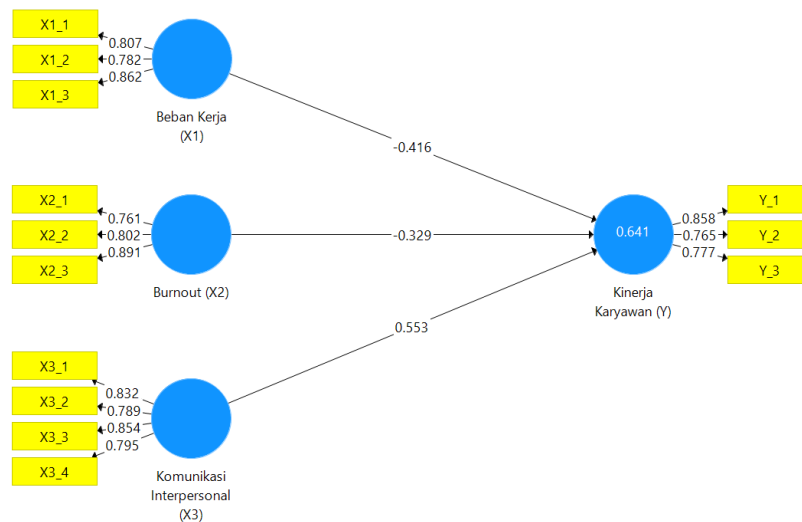 X1_1
0.807
X1_2
0.782
X1_3
0.862
Beban Kerja
(X1)
-0.416
X2_1
0.761
X2_2
0.802
X2_3
0.891
Burnout (X2)
-0.329
0.641
0.858
Y_1
0.765
Y_2
0.777
Y_3
Kinerja
Karyawan (Y)
0.553
X3_1
0.832
X3_2
0.789
X3_3
0.854
X3_4
0.795
Komunikasi
Interpersonal
(X3)